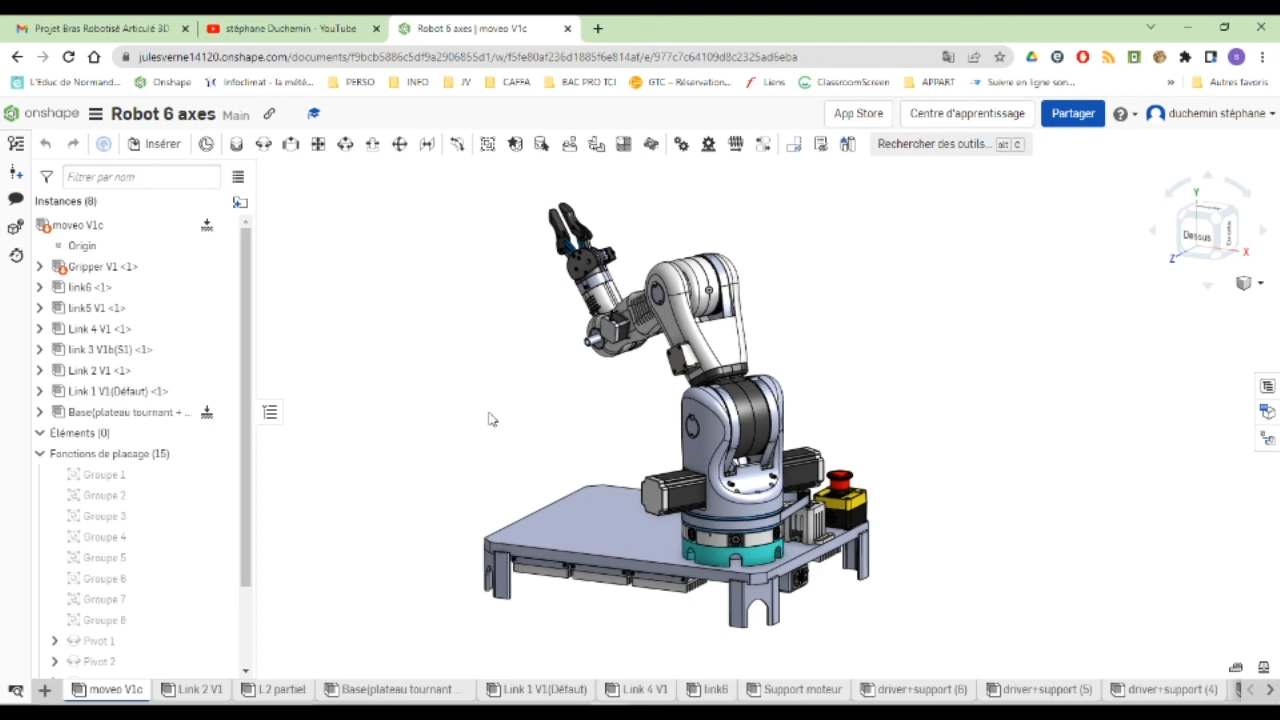 Projet Bras Robotisé Articulé 3D
stéphane Duchemin - YouTube
Robot 6 axes | moveo V1c
julesverne14120.onshape.com/documents/f9bcb5886c5df9a2906855d1/w/f5fe80af236d1885f6e814af/e/977c7c64109d8c2325ad6eba
L'Éduc de Normand...
Onshape
Infoclimat - la mété...
PERSO
INFO
JV
CAFFA
BAC PRO TCI
GTC – Réservation...
Liens
ClassroomScreen
APPART
Suivre en ligne son...
»
Autres favoris
onshape
Robot 6 axes
Main
App Store
Centre d'apprentissage
Partager
duchemin stéphane
Insérer
Rechercher des outils...
alt
C
Filtrer par nom
Instances (8)
moveo V1c
Origin
Gripper V1 <1>
link6 <1>
link5 V1 <1>
Link 4 V1 <1>
link 3 V1b(S1) <1>
Link 2 V1 <1>
Link 1 V1(Défaut) <1>
Base(plateau tournant + ...
Éléments (0)
Fonctions de placage (15)
Groupe 1
Groupe 2
Groupe 3
Groupe 4
Groupe 5
Groupe 6
Groupe 7
Groupe 8
Pivot 1
Pivot 2
Y
Dessus
Droite
Z
X
moveo V1c
Link 2 V1
L2 partiel
Base(plateau tournant ...
Link 1 V1(Défaut)
Link 4 V1
link6
Support moteur
driver+support (6)
driver+support (5)
driver+support (4)